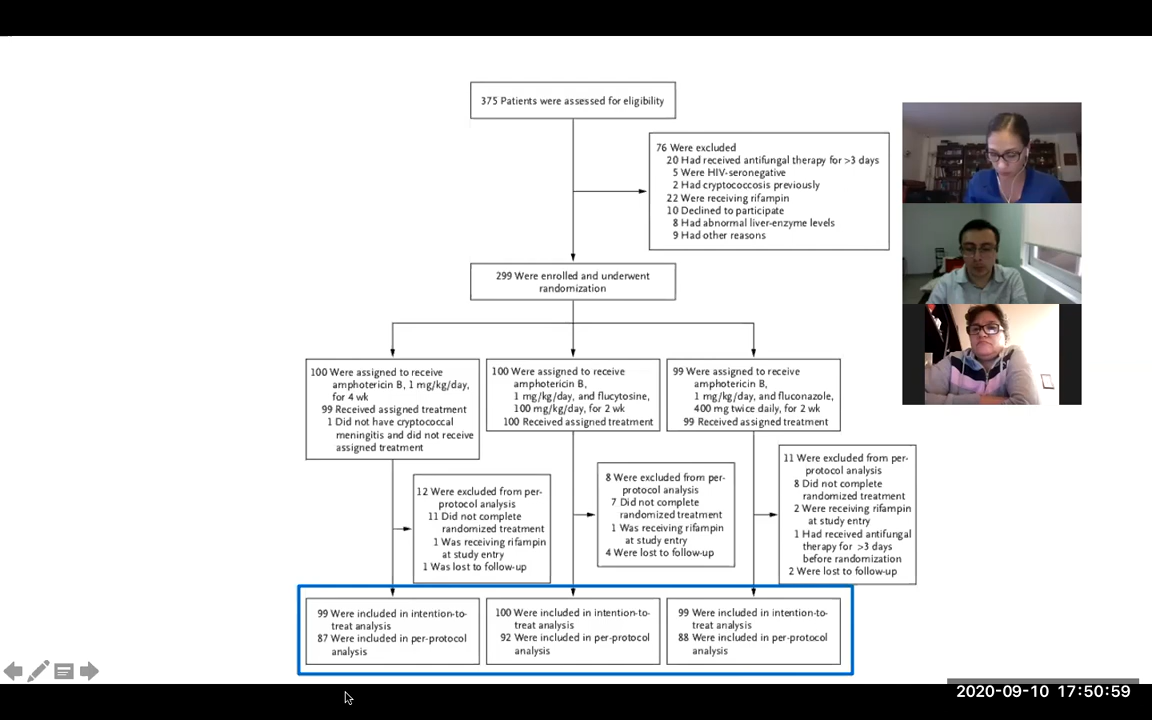 375 Patients were assessed for eligibility
76 Were excluded
20 Had received antifungal therapy for >3 days
5 Were HIV-seronegative
2 Had cryptococcosis previously
22 Were receiving rifampin
10 Declined to participate
8 Had abnormal liver-enzyme levels
9 Had other reasons
299 Were enrolled and underwent
randomization
100 Were assigned to receive
amphotericin B, 1 mg/kg/day,
for 4 wk
99 Received assigned treatment
1 Did not have cryptococcal
meningitis and did not receive
assigned treatment
100 Were assigned to receive
amphotericin B,
1 mg/kg/day, and flucytosine,
100 mg/kg/day, for 2 wk
100 Received assigned treatment
99 Were assigned to receive
amphotericin B,
1 mg/kg/day, and fluconazole,
400 mg twice daily, for 2 wk
99 Received assigned treatment
12 Were excluded from per-
protocol analysis
11 Did not complete
randomized treatment
1 Was receiving rifampin
at study entry
1 Was lost to follow-up
8 Were excluded from per-
protocol analysis
7 Did not complete
randomized treatment
1 Was receiving rifampin
at study entry
4 Were lost to follow-up
11 Were excluded from per-
protocol analysis
8 Did not complete
randomized treatment
2 Were receiving rifampin
at study entry
1 Had received antifungal
therapy for >3 days
before randomization
2 Were lost to follow-up
99 Were included in intention-to-
treat analysis
87 Were included in per-protocol
analysis
100 Were included in intention-to-
treat analysis
92 Were included in per-protocol
analysis
99 Were included in intention-to-
treat analysis
88 Were included in per-protocol
analysis
2020-09-10 17:50:59